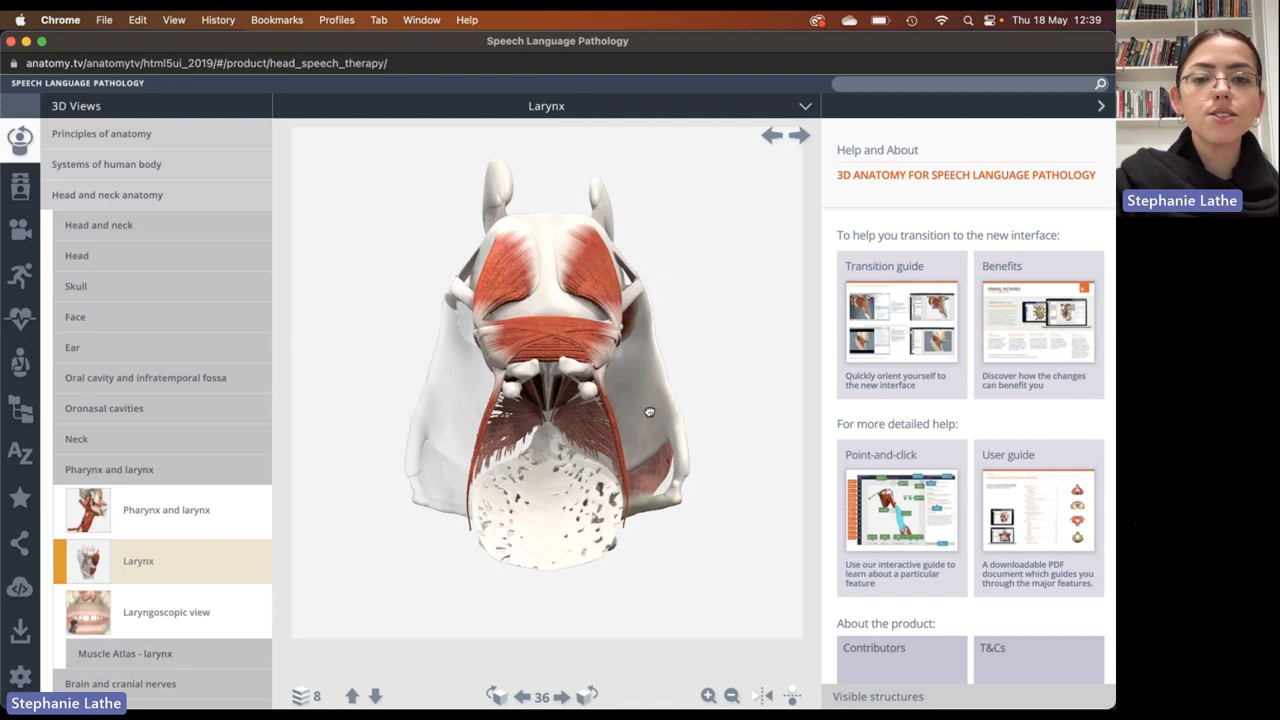 Chrome File Edit View History Bookmarks Profiles Tab Window Help
Thu 18 May 12:39
Speech Language Pathology
anatomy.tv/anatomytv/html5ui_2019/#/product/head_speech_therapy/
SPEECH LANGUAGE PATHOLOGY
3D Views
Larynx
Principles of anatomy
Systems of human body
Head and neck anatomy
Head and neck
Head
Skull
Face
Ear
Oral cavity and infratemporal fossa
Oronasal cavities
Neck
Pharynx and larynx
Pharynx and larynx
Larynx
Laryngoscopic view
Muscle Atlas - larynx
Brain and cranial nerves
AZ
8
36
Help and About
3D ANATOMY FOR SPEECH LANGUAGE PATHOLOGY
To help you transition to the new interface:
Transition guide
Quickly orient yourself to
the new interface
Benefits
Discover how the changes
can benefit you
For more detailed help:
Point-and-click
Use our interactive guide to
learn about a particular
feature
User guide
A downloadable PDF
document which guides you
through the major features.
About the product:
Contributors
T&Cs
Visible structures
Stephanie Lathe
Stephanie Lathe